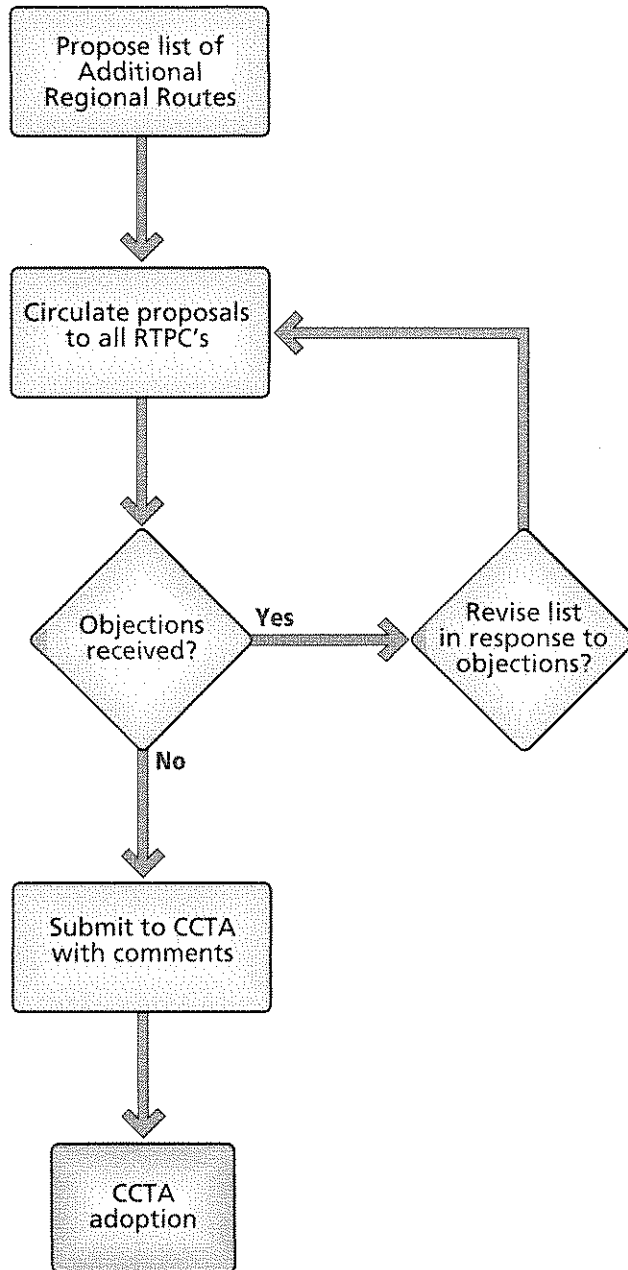 Propose list of
Additional
Regional Routes
Circulate proposals
to all RTPC's
Objections
received?
Yes
Revise list
in response to
objections?
No
Submit to CCTA
with comments
CCTA
adoption